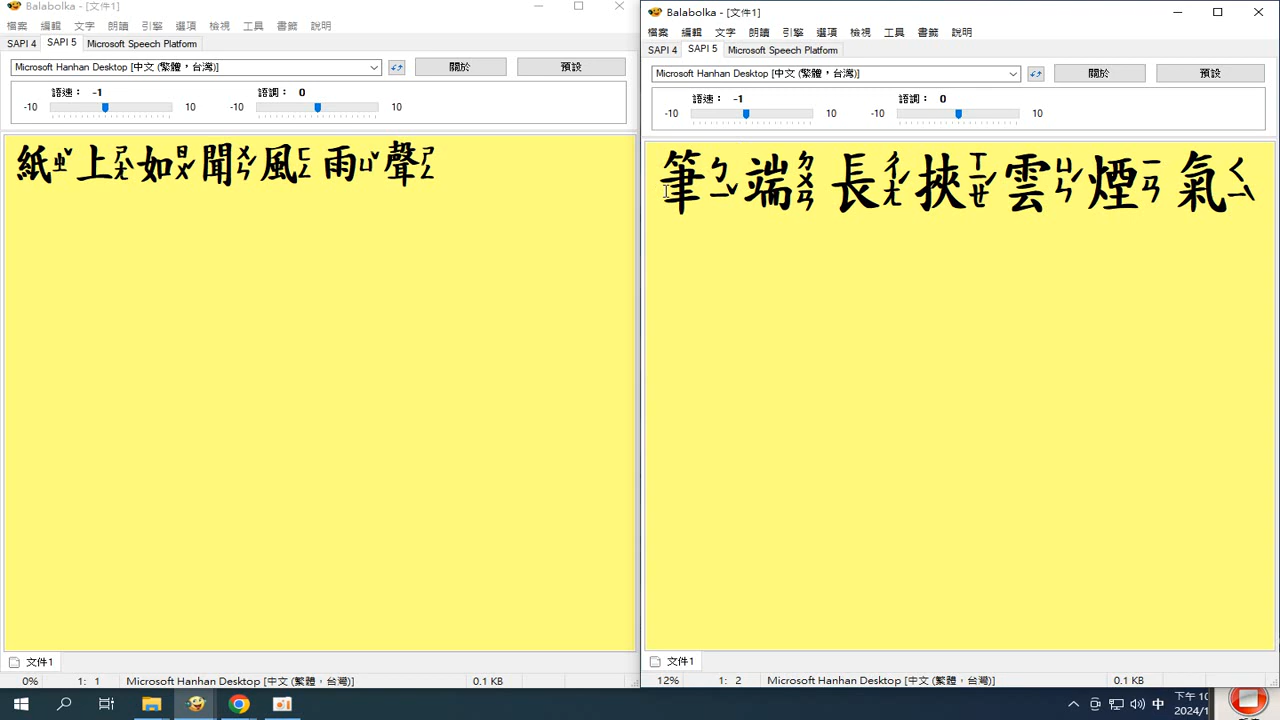 Balabolka - [文件1]
檔案 編輯 文字 朗讀 引擎 選項 檢視 工具 書籤 說明
SAPI 4 SAPI 5 Microsoft Speech Platform
Microsoft Hanhan Desktop [中文 (繁體，台灣)] 關於 預設
語速： -1 語調： 0
-10 10 -10 10
紙ㄓˇ上ㄕㄤˋ如ㄖㄨˊ聞ㄨㄣˊ風ㄈㄥ雨ㄩˇ聲ㄕㄥ
文件1
0% 1: 1 Microsoft Hanhan Desktop [中文 (繁體，台灣)] 0.1 KB
Balabolka - [文件1]
檔案 編輯 文字 朗讀 引擎 選項 檢視 工具 書籤 說明
SAPI 4 SAPI 5 Microsoft Speech Platform
Microsoft Hanhan Desktop [中文 (繁體，台灣)] 關於 預設
語速： -1 語調： 0
-10 10 -10 10
筆ㄅㄧˇ端ㄉㄨㄢ長ㄔㄤˊ挾ㄒㄧㄝˊ雲ㄩㄣˊ煙ㄧㄢ氣ㄑㄧˋ
文件1
12% 1: 2 Microsoft Hanhan Desktop [中文 (繁體，台灣)] 0.1 KB
中 下午 10
2024/1